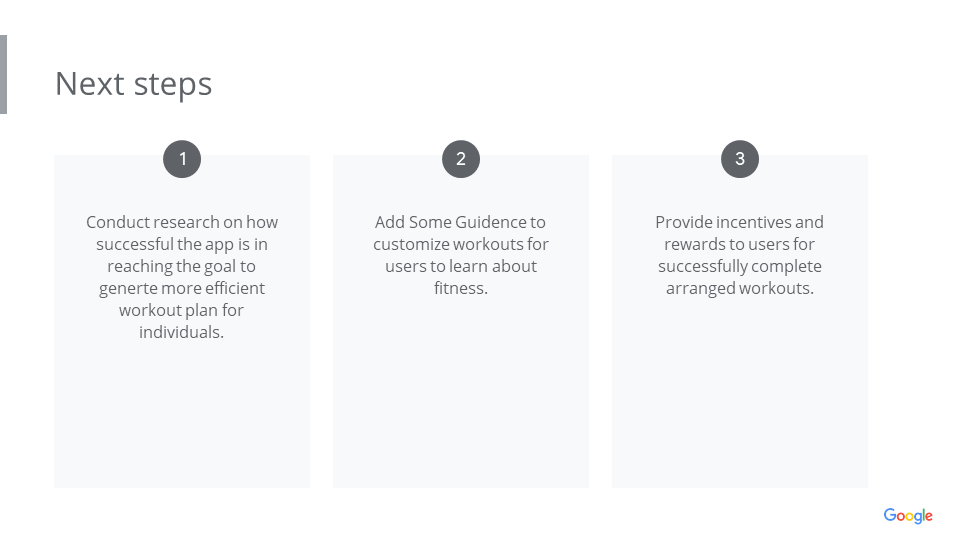 Next steps
1
Conduct research on how
successful the app is in
reaching the goal to
generte more efficient
workout plan for
individuals.
2
Add Some Guidence to
customize workouts for
users to learn about
fitness.
3
Provide incentives and
rewards to users for
successfully complete
arranged workouts.
Google